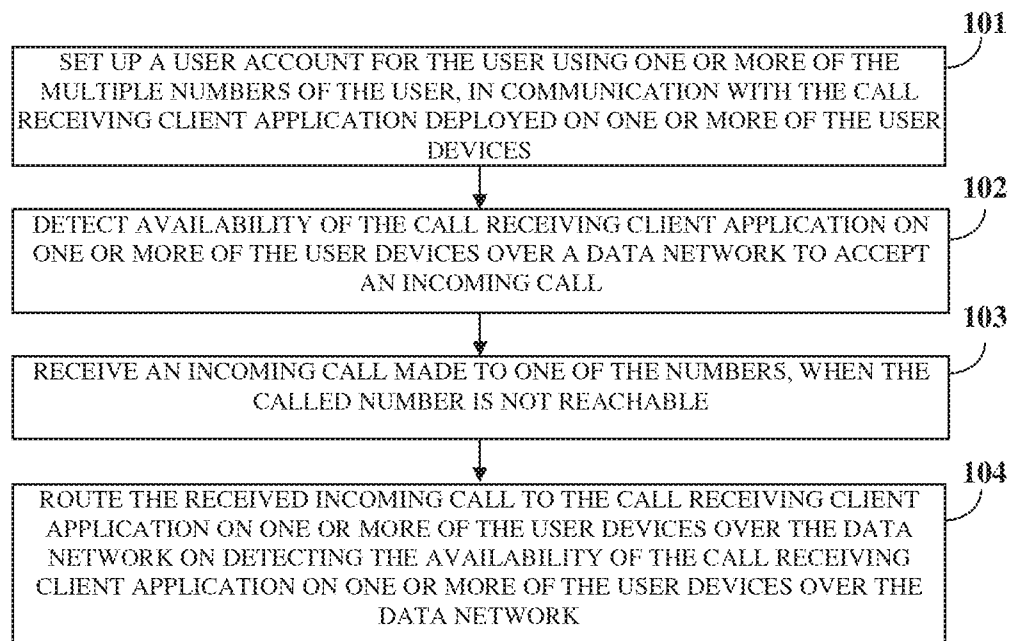 101
SET UP A USER ACCOUNT FOR THE USER USING ONE OR MORE OF THE
MULTIPLE NUMBERS OF THE USER, IN COMMUNICATION WITH THE CALL
RECEIVING CLIENT APPLICATION DEPLOYED ON ONE OR MORE OF THE USER
DEVICES
102
DETECT AVAILABILITY OF THE CALL RECEIVING CLIENT APPLICATION ON
ONE OR MORE OF THE USER DEVICES OVER A DATA NETWORK TO ACCEPT
AN INCOMING CALL
103
RECEIVE AN INCOMING CALL MADE TO ONE OF THE NUMBERS, WHEN THE
CALLED NUMBER IS NOT REACHABLE
104
ROUTE THE RECEIVED INCOMING CALL TO THE CALL RECEIVING CLIENT
APPLICATION ON ONE OR MORE OF THE USER DEVICES OVER THE DATA
NETWORK ON DETECTING THE AVAILABILITY OF THE CALL RECEIVING
CLIENT APPLICATION ON ONE OR MORE OF THE USER DEVICES OVER THE
DATA NETWORK